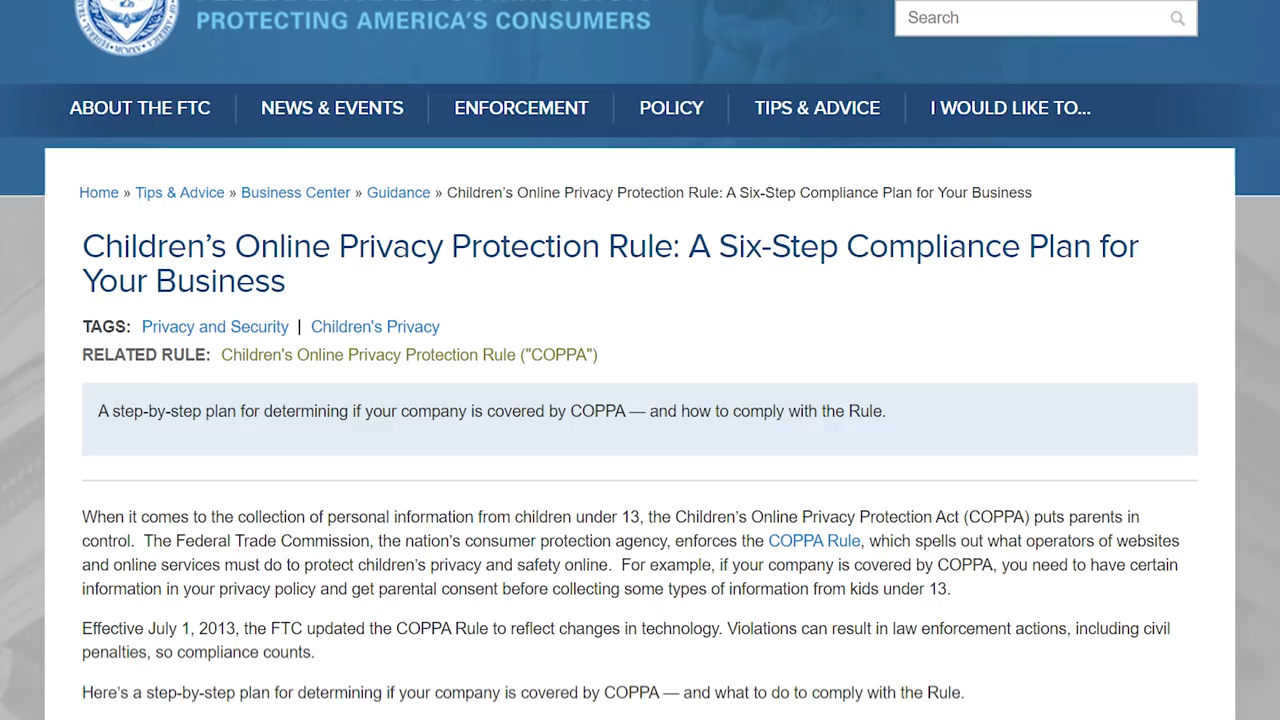 PROTECTING AMERICA'S CONSUMERS
Search
ABOUT THE FTC
NEWS & EVENTS
ENFORCEMENT
POLICY
TIPS & ADVICE
I WOULD LIKE TO...
Home » Tips & Advice » Business Center » Guidance » Children's Online Privacy Protection Rule: A Six-Step Compliance Plan for Your Business
Children's Online Privacy Protection Rule: A Six-Step Compliance Plan for
Your Business
TAGS: Privacy and Security | Children's Privacy
RELATED RULE: Children's Online Privacy Protection Rule ("COPPA")
A step-by-step plan for determining if your company is covered by COPPA — and how to comply with the Rule.
When it comes to the collection of personal information from children under 13, the Children's Online Privacy Protection Act (COPPA) puts parents in
control. The Federal Trade Commission, the nation's consumer protection agency, enforces the COPPA Rule, which spells out what operators of websites
and online services must do to protect children's privacy and safety online. For example, if your company is covered by COPPA, you need to have certain
information in your privacy policy and get parental consent before collecting some types of information from kids under 13.
Effective July 1, 2013, the FTC updated the COPPA Rule to reflect changes in technology. Violations can result in law enforcement actions, including civil
penalties, so compliance counts.
Here's a step-by-step plan for determining if your company is covered by COPPA — and what to do to comply with the Rule.